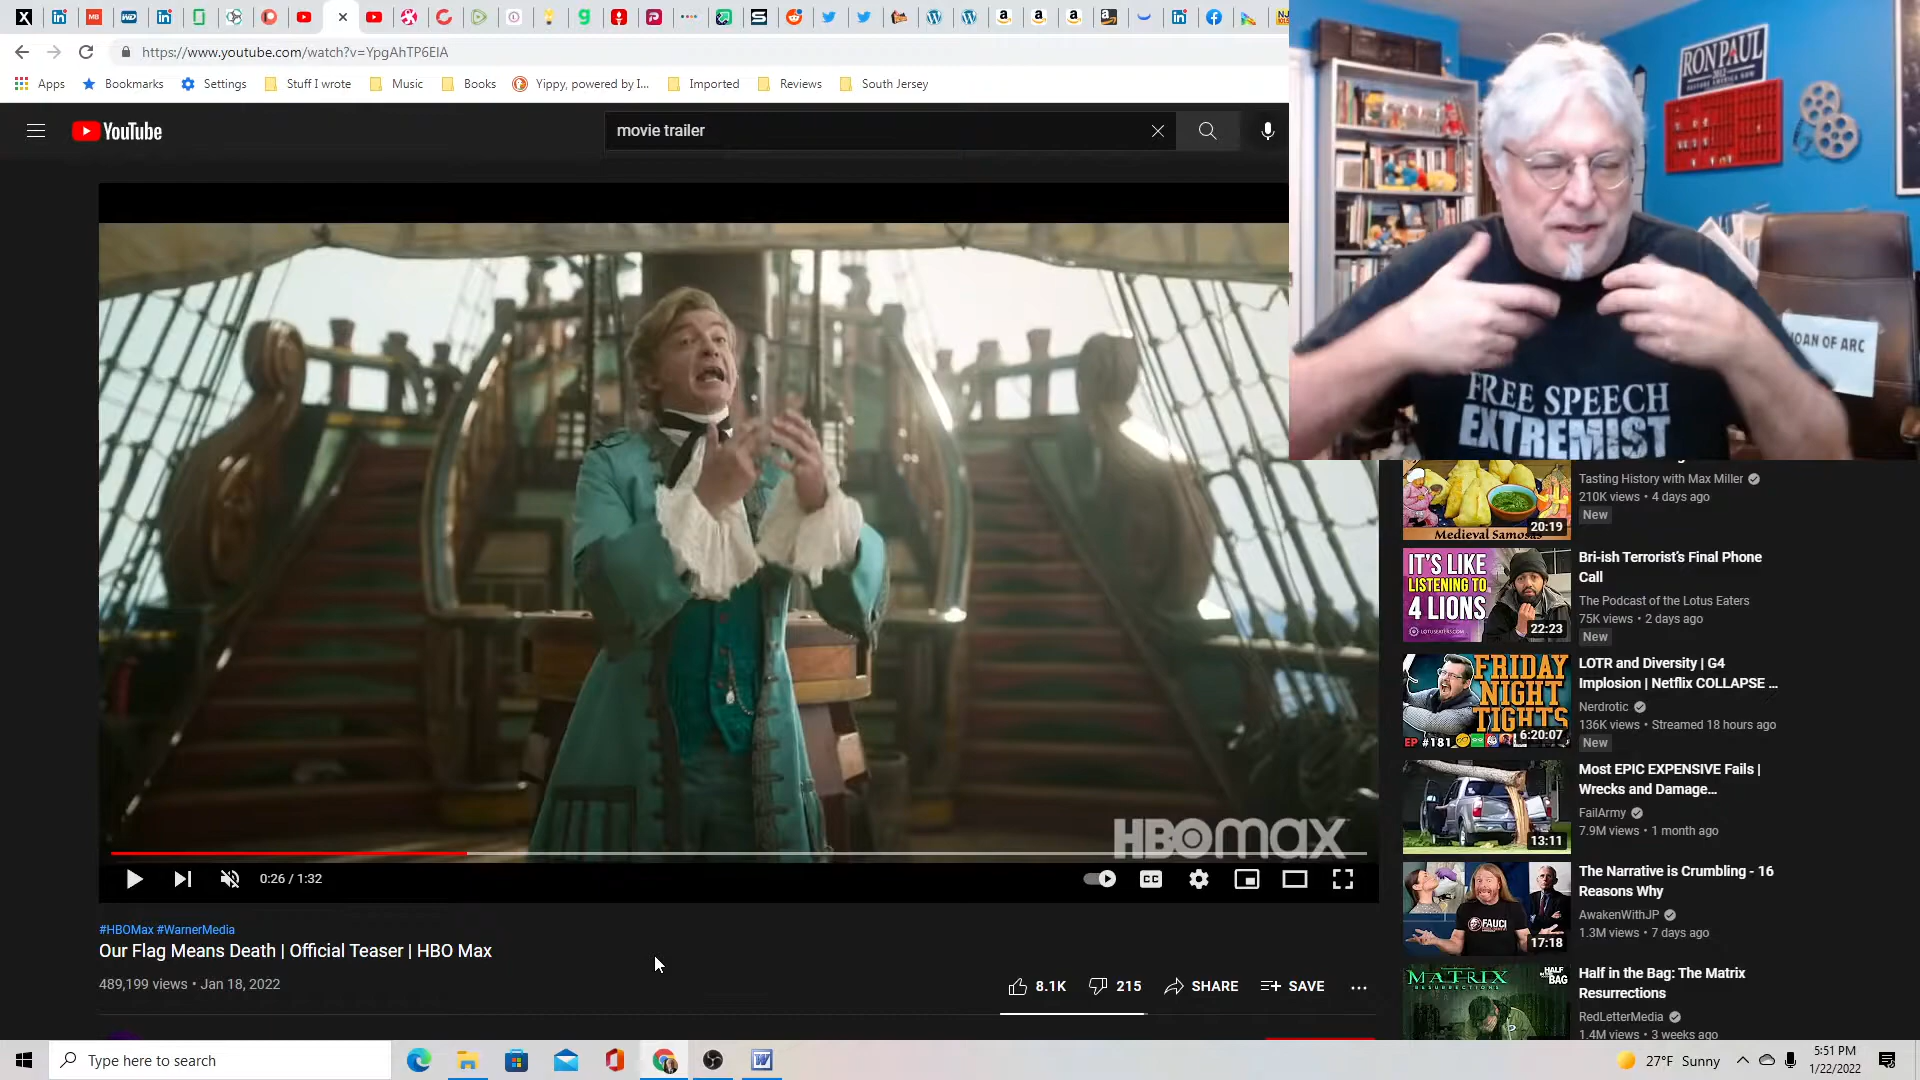 https://www.youtube.com/watch?v=YpgAhTP6EIA
Apps
Bookmarks
Settings
Stuff I wrote
Music
Books
Yippy, powered by I...
Imported
Reviews
South Jersey
YouTube
movie trailer
RON PAUL
2012
JOAN OF ARC
FREE SPEECH
EXTREMIST
HBOmax
0:26 / 1:32
CC
#HBOMax #WarnerMedia
Our Flag Means Death | Official Teaser | HBO Max
489,199 views • Jan 18, 2022
8.1K
215
SHARE
SAVE
Medieval Samosas
20:19
Tasting History with Max Miller
210K views • 4 days ago
New
IT'S LIKE
LISTENING TO
4 LIONS
LOTUSEATERS.COM
22:23
Bri-ish Terrorist's Final Phone
Call
The Podcast of the Lotus Eaters
75K views • 2 days ago
New
FRIDAY
NIGHT
TIGHTS
EP #181
6:20:07
LOTR and Diversity | G4
Implosion | Netflix COLLAPSE ...
Nerdrotic
136K views • Streamed 18 hours ago
New
13:11
Most EPIC EXPENSIVE Fails |
Wrecks and Damage...
FailArmy
7.9M views • 1 month ago
FAUCI
17:18
The Narrative is Crumbling - 16
Reasons Why
AwakenWithJP
1.3M views • 7 days ago
MATRIX
HALF
in the
BAG
Half in the Bag: The Matrix
Resurrections
RedLetterMedia
1.4M views • 3 weeks ago
Type here to search
27°F Sunny
5:51 PM
1/22/2022